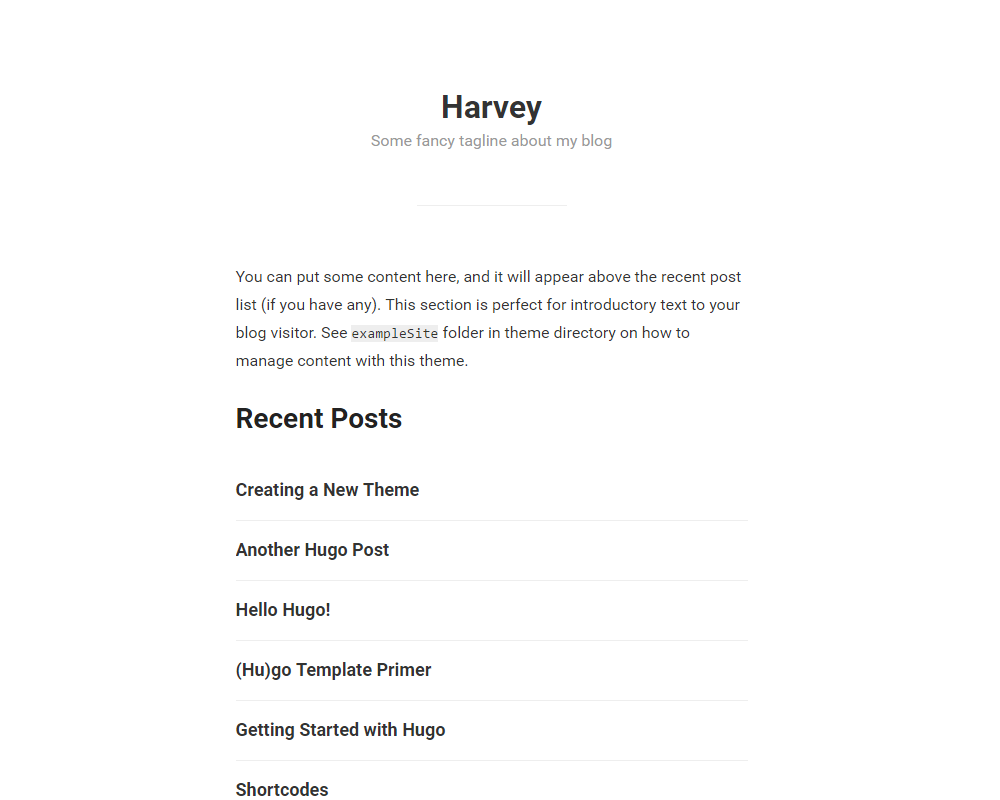 Harvey
Some fancy tagline about my blog
You can put some content here, and it will appear above the recent post
list (if you have any). This section is perfect for introductory text to your
blog visitor. See exampleSite folder in theme directory on how to
manage content with this theme.
Recent Posts
Creating a New Theme
Another Hugo Post
Hello Hugo!
(Hu)go Template Primer
Getting Started with Hugo
Shortcodes